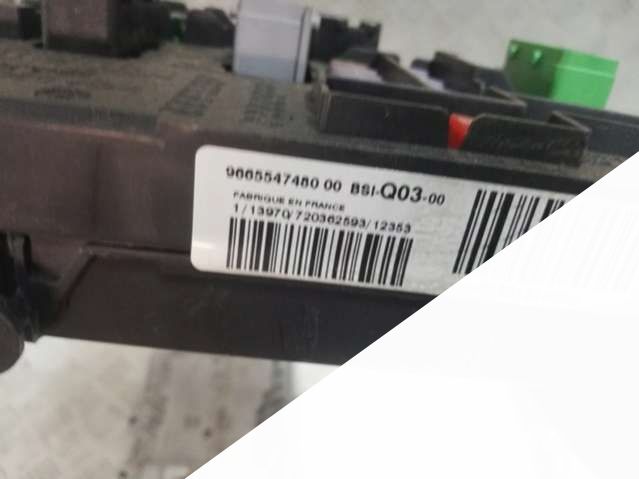 9665547480 00 BSI-Q03-00
FABRIQUE EN FRANCE
1/13970/720362593/12353